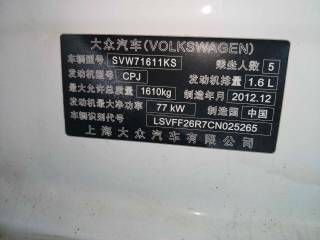 大众汽车(VOLKSWAGEN)
车辆型号 SVW71611KS 乘坐人数 5
发动机型号 CPJ 发动机排量 1.6 L
最大允许总质量 1610kg 制造年月 2012.12
发动机最大净功率 77 kW 制造国 中国
车辆识别代号 LSVFF26R7CN025265
上海大众汽车有限公司